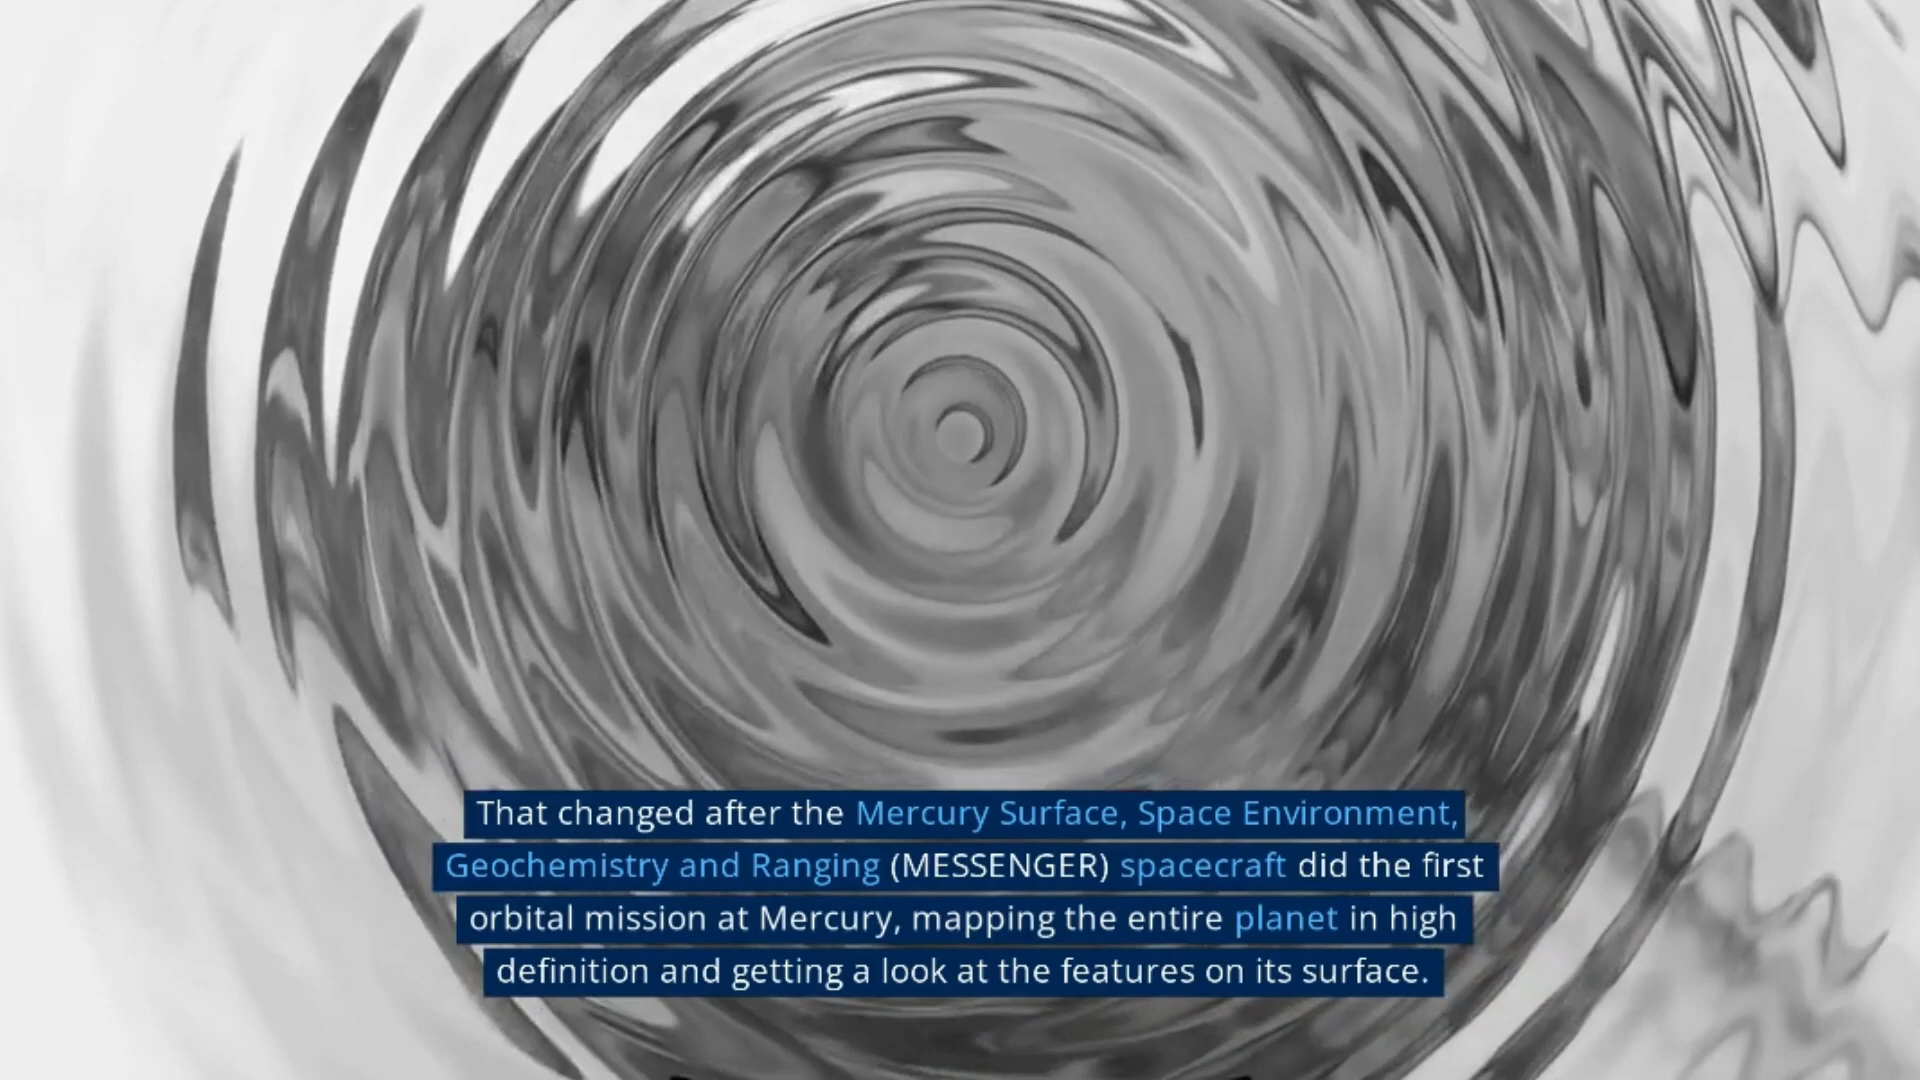 That changed after the Mercury Surface, Space Environment,
Geochemistry and Ranging (MESSENGER) spacecraft did the first
orbital mission at Mercury, mapping the entire planet in high
definition and getting a look at the features on its surface.